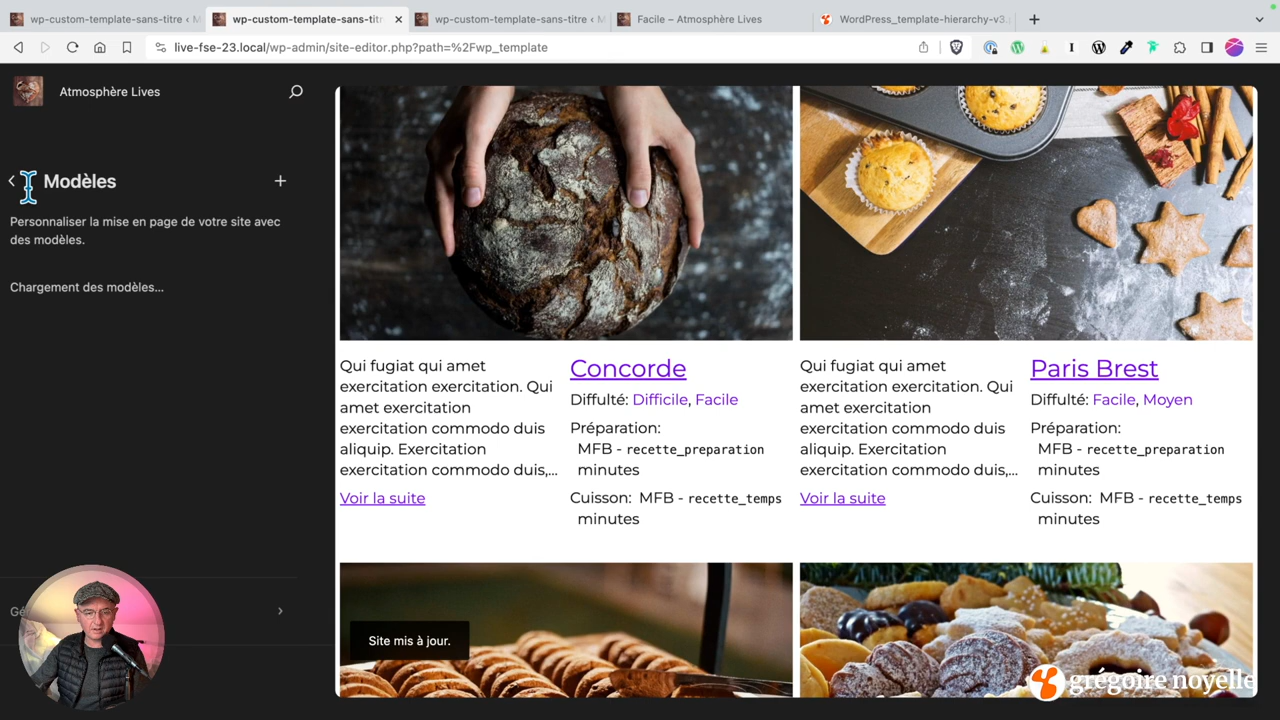 wp-custom-template-sans-titre ‹ M
wp-custom-template-sans-titr
wp-custom-template-sans-titre ‹ M
Facile – Atmosphère Lives
WordPress_template-hierarchy-v3.
live-fse-23.local/wp-admin/site-editor.php?path=%2Fwp_template
Atmosphère Lives
Modèles
Personnaliser la mise en page de votre site avec
des modèles.
Chargement des modèles...
Qui fugiat qui amet
exercitation exercitation. Qui
amet exercitation
exercitation commodo duis
aliquip. Exercitation
exercitation commodo duis,...
Voir la suite
Concorde
Diffulté: Difficile, Facile
Préparation:
MFB - recette_preparation
minutes
Cuisson: MFB - recette_temps
minutes
Qui fugiat qui amet
exercitation exercitation. Qui
amet exercitation
exercitation commodo duis
aliquip. Exercitation
exercitation commodo duis,...
Voir la suite
Paris Brest
Diffulté: Facile, Moyen
Préparation:
MFB - recette_preparation
minutes
Cuisson: MFB - recette_temps
minutes
Site mis à jour.
grégoire noyelle